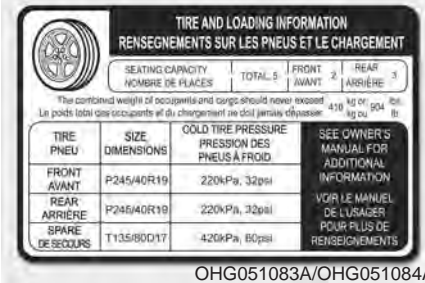 TIRE AND LOADING INFORMATION
RENSEIGNEMENTS SUR LES PNEUS ET LE CHARGEMENT
SEATING CAPACITY
NOMBRE DE PLACES
TOTAL 5
FRONT
AVANT
2
REAR
ARRIÈRE
3
The combined weight of occupants and cargo should never exceed 410 kg or 904 lbs.
Le poids total des occupants et du chargement ne doit jamais dépasser kg ou lb
TIRE
PNEU
SIZE
DIMENSIONS
COLD TIRE PRESSURE
PRESSION DES
PNEUS À FROID
SEE OWNER'S
MANUAL FOR
ADDITIONAL
INFORMATION
VOIR LE MANUEL
DE L'USAGER
POUR PLUS DE
RENSEIGNEMENTS
FRONT
AVANT
P245/40R19
220kPa, 32psi
REAR
ARRIÈRE
P245/40R19
220kPa, 32psi
SPARE
DE SECOURS
T135/80D17
420kPa, 60psi
OHG051083A/OHG051084A